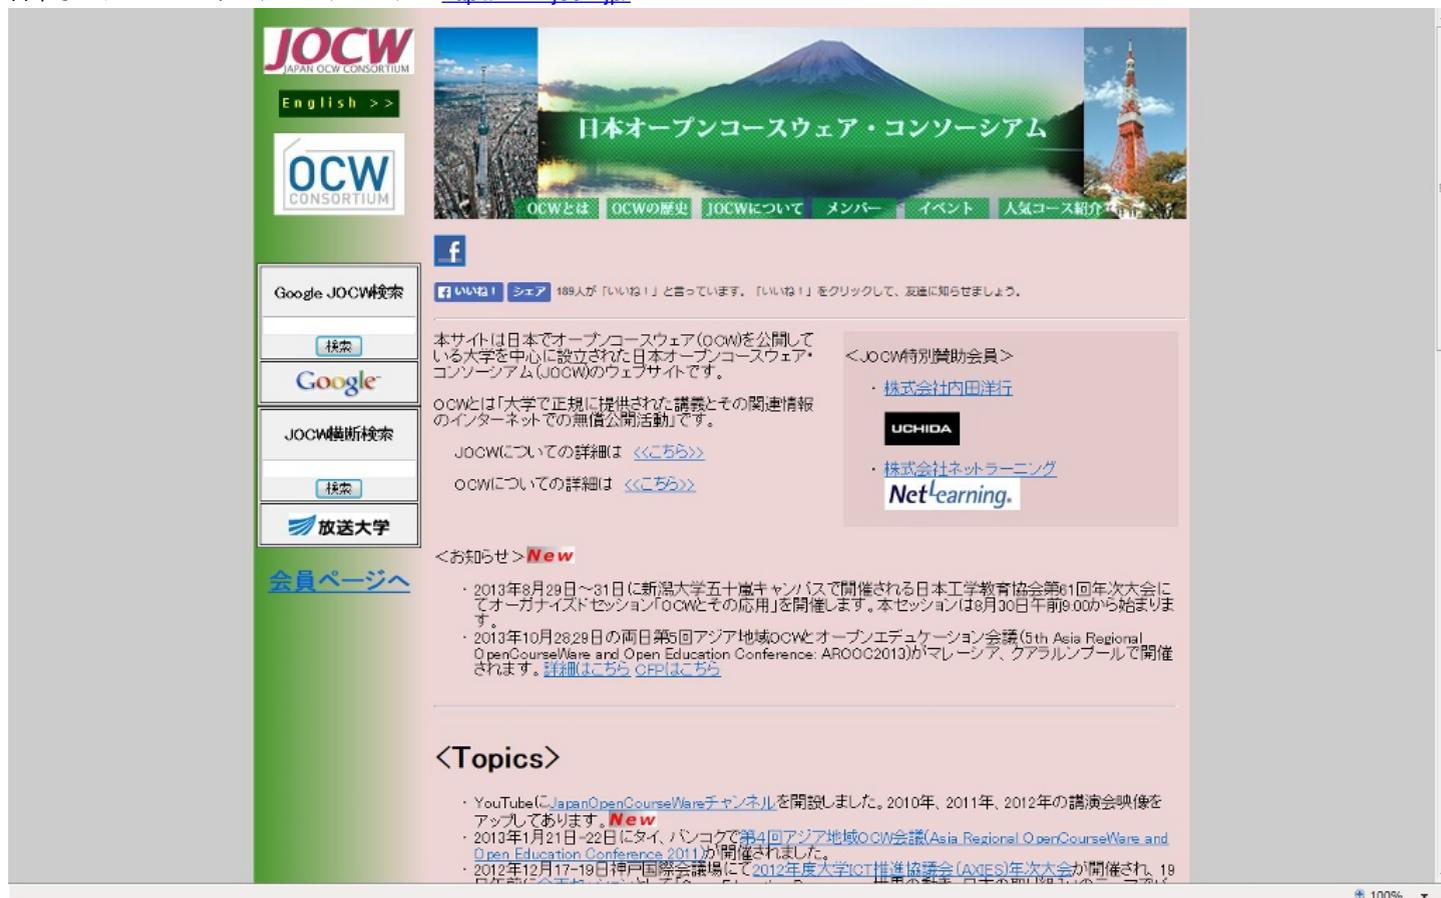 JOCW
JAPAN OCW CONSORTIUM
English >>
OCW
CONSORTIUM
日本オープンコースウェア・コンソーシアム
OCWとは OCWの歴史 JOCWについて メンバー イベント 人気コース紹介
f
いいね! シェア 189人が「いいね!」と言っています。「いいね!」をクリックして、友達に知らせましょう。
Google JOCW検索
検索
Google
JOCW横断検索
検索
放送大学
会員ページへ
本サイトは日本でオープンコースウェア(OCW)を公開して
いる大学を中心に設立された日本オープンコースウェア・
コンソーシアム(JOCW)のウェブサイトです。
OCWとは「大学で正規に提供された講義とその関連情報
のインターネットでの無償公開活動」です。
JOCWについての詳細は <<こちら>>
OCWについての詳細は <<こちら>>
<JOCW特別賛助会員>
・ 株式会社内田洋行
UCHIDA
・ 株式会社ネットラーニング
NetLearning.
<お知らせ>New
・ 2013年8月29日～31日に新潟大学五十嵐キャンパスで開催される日本工学教育協会第61回年次大会に
てオーガナイズドセッション「OCWとその応用」を開催します。本セッションは8月30日午前9:00から始まりま
す。
・ 2013年10月28,29日の両日第5回アジア地域OCWとオープンエデュケーション会議(5th Asia Regional
OpenCourseWare and Open Education Conference: AROOC2013)がマレーシア、クアラルンプールで開催
されます。詳細はこちら CFPはこちら
<Topics>
・ YouTubeにJapanOpenCourseWareチャンネルを開設しました。2010年、2011年、2012年の講演会映像を
アップしてあります。New
・ 2013年1月21日-22日にタイ、バンコクで第4回アジア地域OCW会議(Asia Regional OpenCourseWare and
Open Education Conference 2011)が開催されました。
・ 2012年12月17-19日神戸国際会議場にて2012年度大学ICT推進協議会(AXIES)年次大会が開催され、19
100%